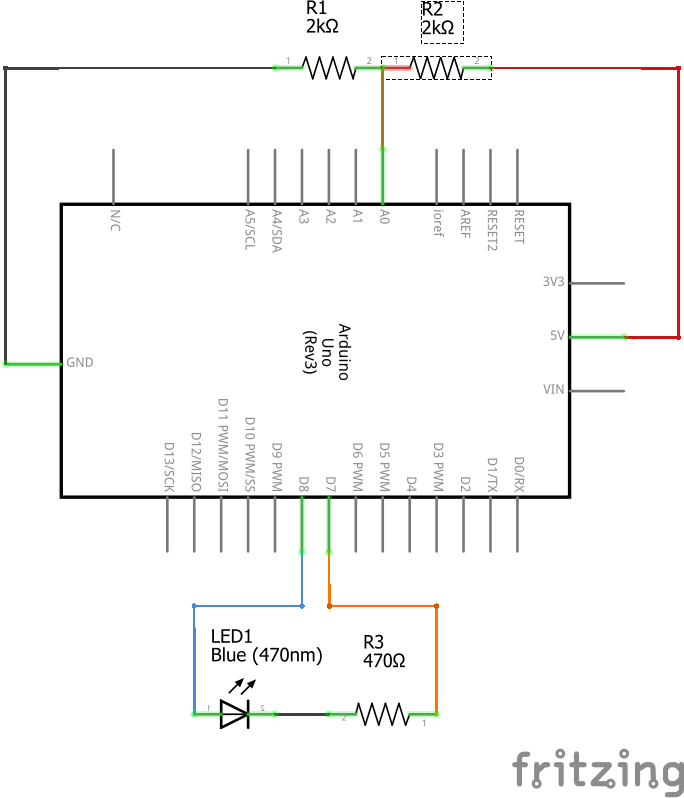 R1
2kΩ
R2
2kΩ
1
2
1
2
N/C
A5/SCL
A4/SDA
A3
A2
A1
A0
ioref
AREF
RESET2
RESET
3V3
5V
VIN
GND
Arduino
Uno
(Rev3)
D13/SCK
D12/MISO
D11 PWM/MOSI
D10 PWM/SS
D9 PWM
D8
D7
D6 PWM
D5 PWM
D4
D3 PWM
D2
D1/TX
D0/RX
LED1
Blue (470nm)
R3
470Ω
1
2
2
1
fritzing